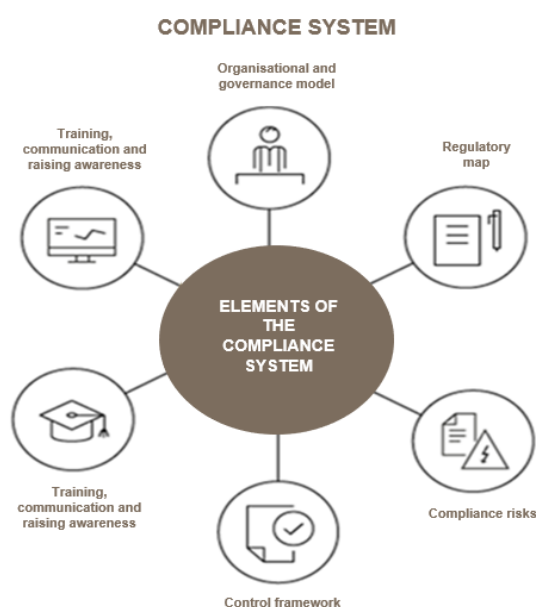 COMPLIANCE SYSTEM
Organisational and
governance model
Training,
communication and
raising awareness
Regulatory
map
ELEMENTS OF
THE
COMPLIANCE
SYSTEM
Training,
communication and
raising awareness
Compliance risks
Control framework